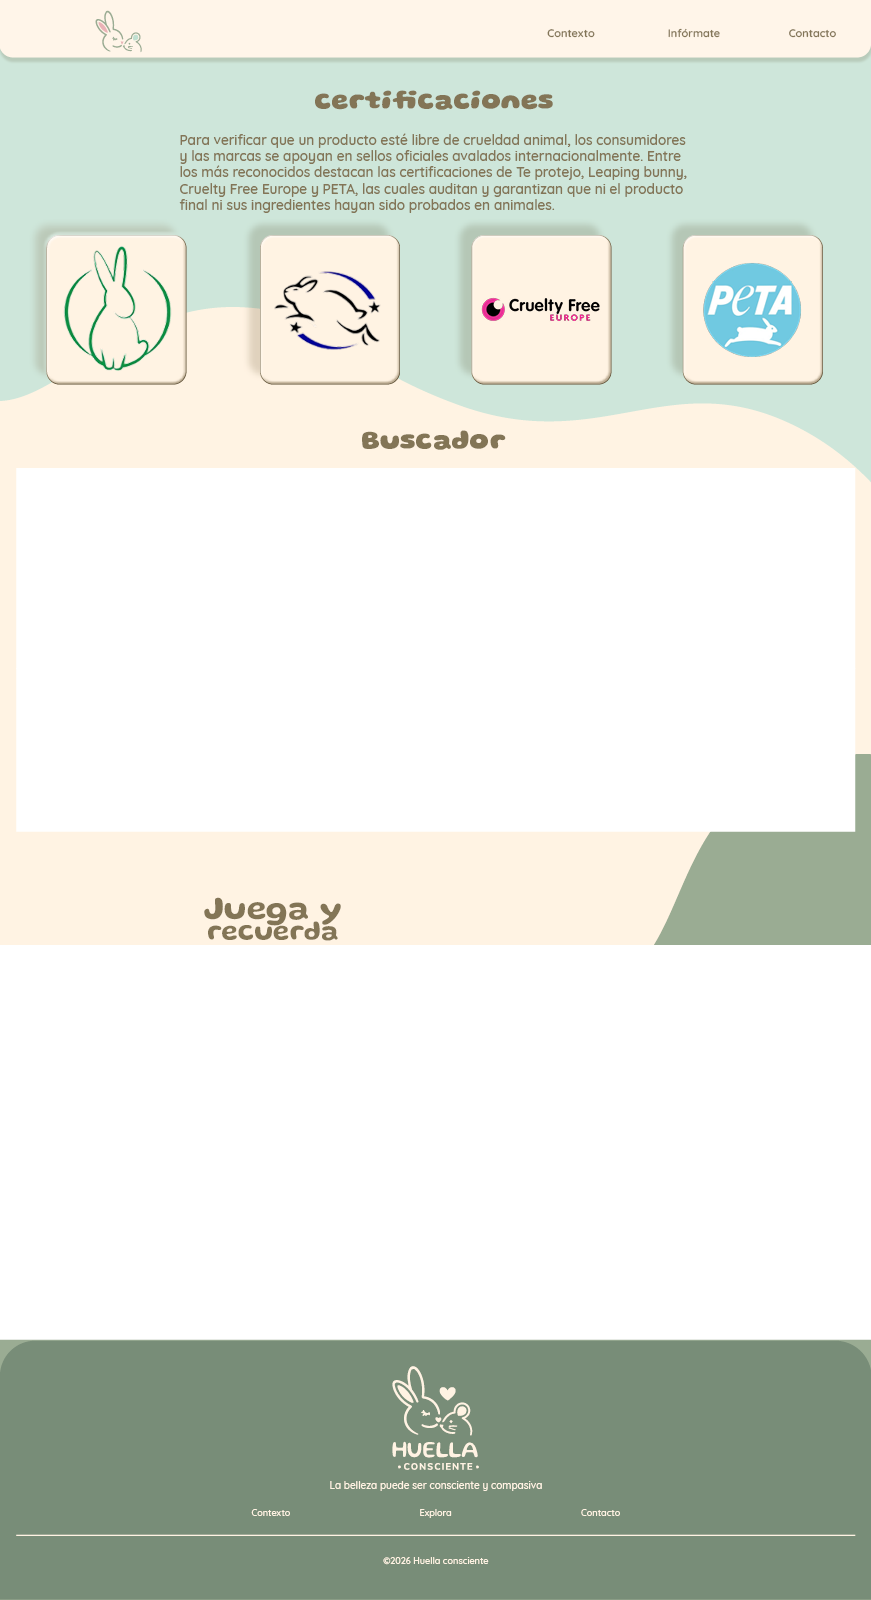 Contexto
Infórmate
Contacto
certificaciones
Para verificar que un producto esté libre de crueldad animal, los consumidores
y las marcas se apoyan en sellos oficiales avalados internacionalmente. Entre
los más reconocidos destacan las certificaciones de Te protejo, Leaping bunny,
Cruelty Free Europe y PETA, las cuales auditan y garantizan que ni el producto
final ni sus ingredientes hayan sido probados en animales.
Cruelty Free
EUROPE
PeTA
Buscador
Juega y
recuerda
HUELLA
• CONSCIENTE •
La belleza puede ser consciente y compasiva
Contexto
Explora
Contacto
©2026 Huella consciente